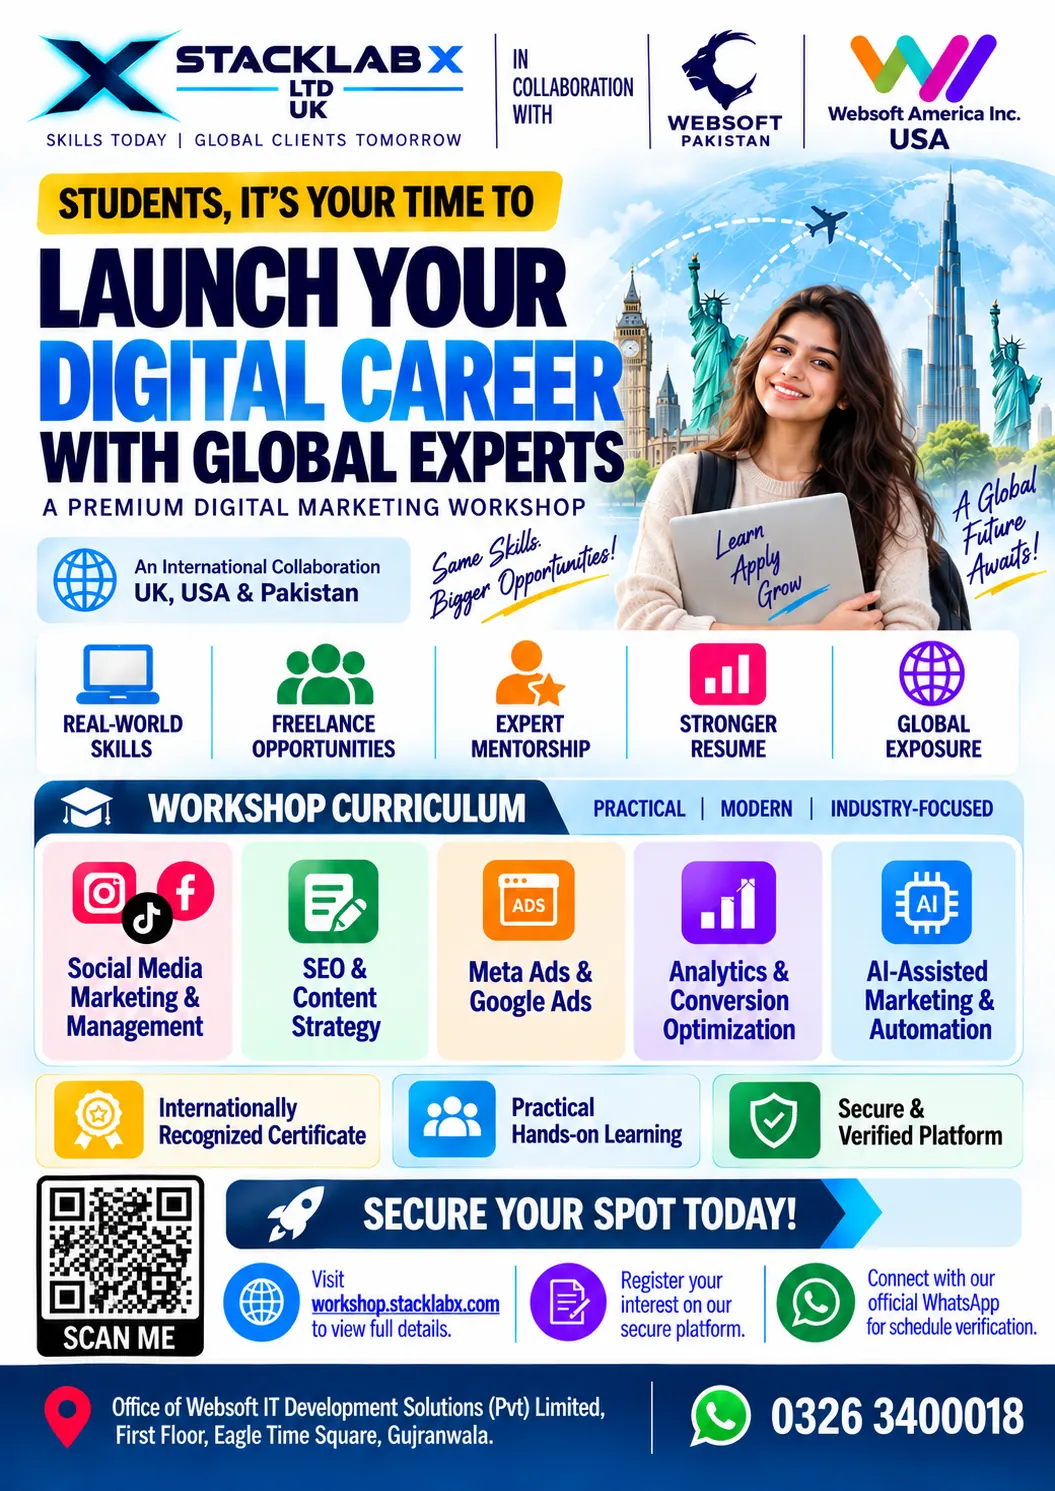 STACKLAB X
LTD
UK
SKILLS TODAY | GLOBAL CLIENTS TOMORROW
IN
COLLABORATION
WITH
WEBSOFT
PAKISTAN
Websoft America Inc.
USA
STUDENTS, IT'S YOUR TIME TO
LAUNCH YOUR
DIGITAL CAREER
WITH GLOBAL EXPERTS
A PREMIUM DIGITAL MARKETING WORKSHOP
An International Collaboration
UK, USA & Pakistan
Same Skills.
Bigger Opportunities!
Learn
Apply
Grow
A Global
Future
Awaits!
REAL-WORLD
SKILLS
FREELANCE
OPPORTUNITIES
EXPERT
MENTORSHIP
STRONGER
RESUME
GLOBAL
EXPOSURE
WORKSHOP CURRICULUM
PRACTICAL | MODERN | INDUSTRY-FOCUSED
Social Media
Marketing &
Management
SEO &
Content
Strategy
ADS
Meta Ads &
Google Ads
Analytics &
Conversion
Optimization
AI
AI-Assisted
Marketing &
Automation
Internationally
Recognized Certificate
Practical
Hands-on Learning
Secure &
Verified Platform
SCAN ME
SECURE YOUR SPOT TODAY!
Visit
workshop.stacklabx.com
to view full details.
Register your
interest on our
secure platform.
Connect with our
official WhatsApp
for schedule verification.
Office of Websoft IT Development Solutions (Pvt) Limited,
First Floor, Eagle Time Square, Gujranwala.
0326 3400018